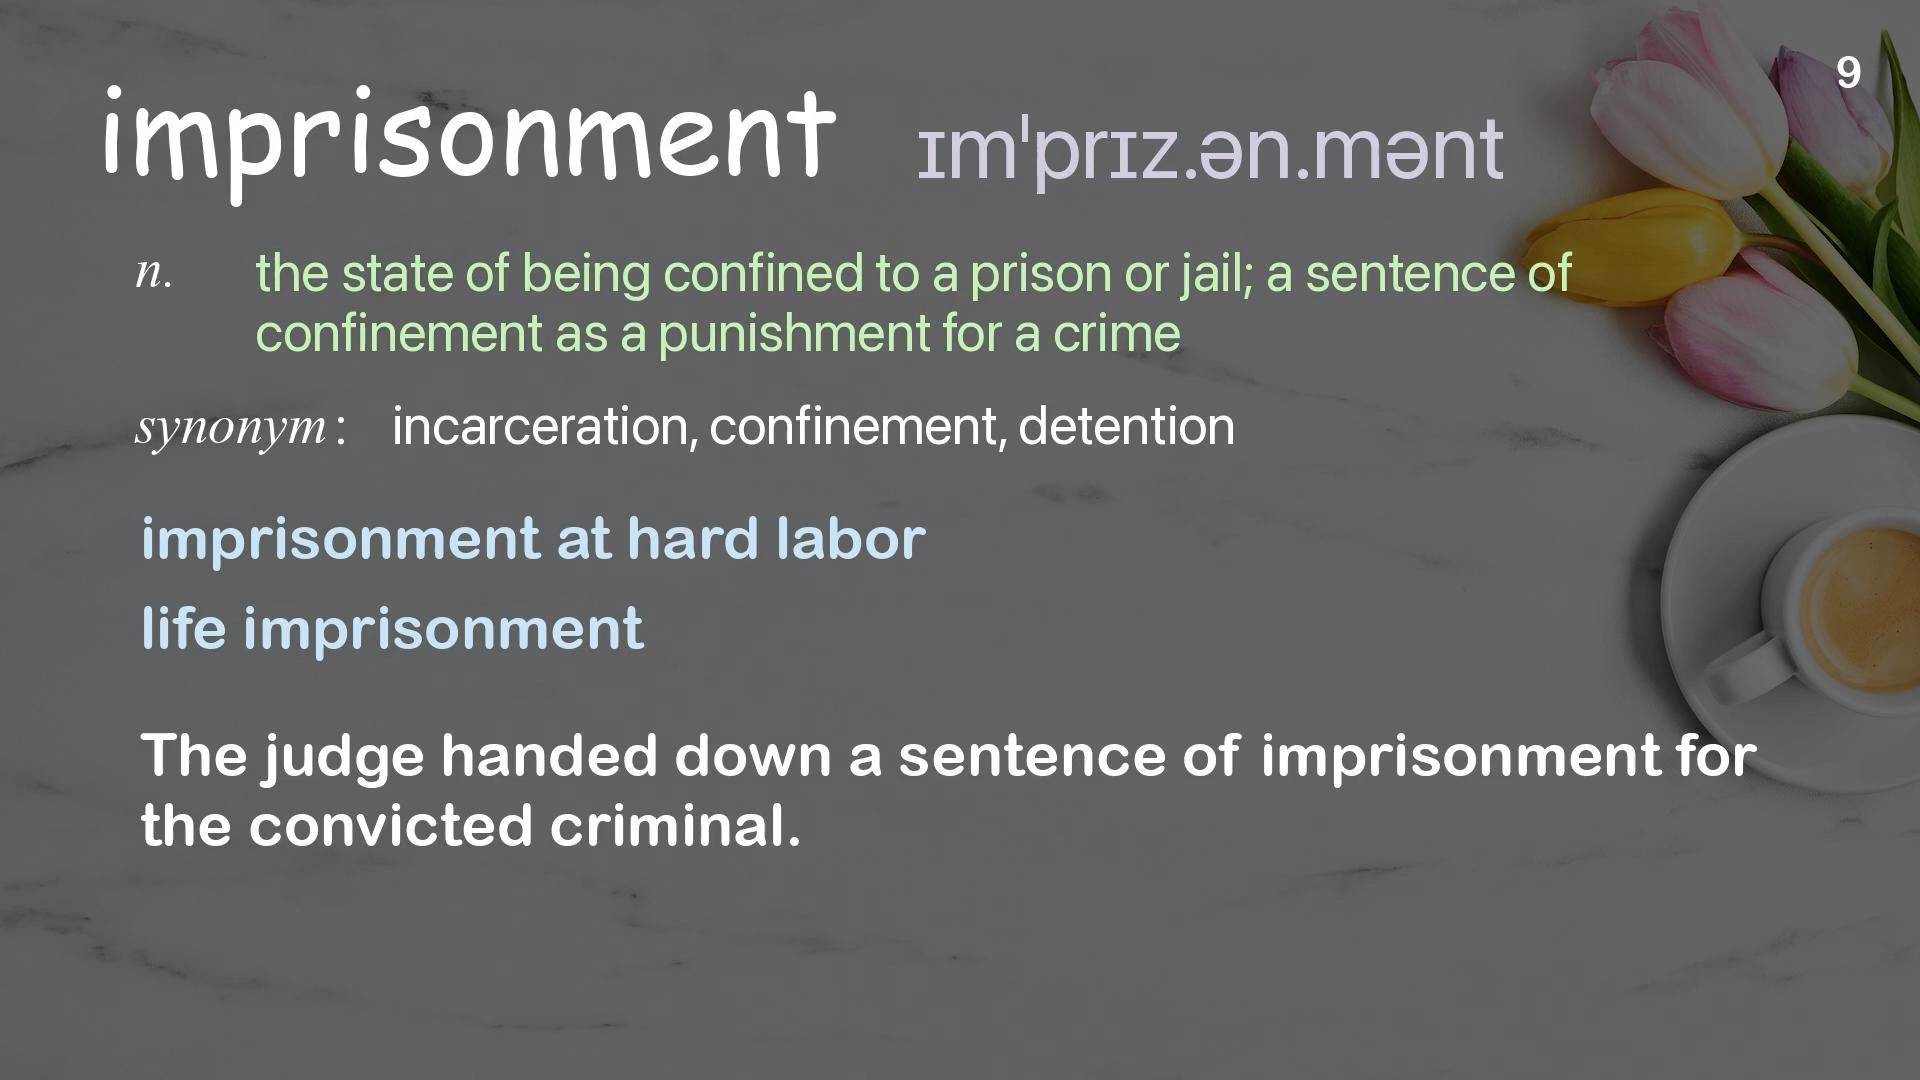 9
imprisonment ɪmˈprɪz.ən.mənt
n. the state of being confined to a prison or jail; a sentence of
confinement as a punishment for a crime
synonym : incarceration, confinement, detention
imprisonment at hard labor
life imprisonment
The judge handed down a sentence of imprisonment for
the convicted criminal.